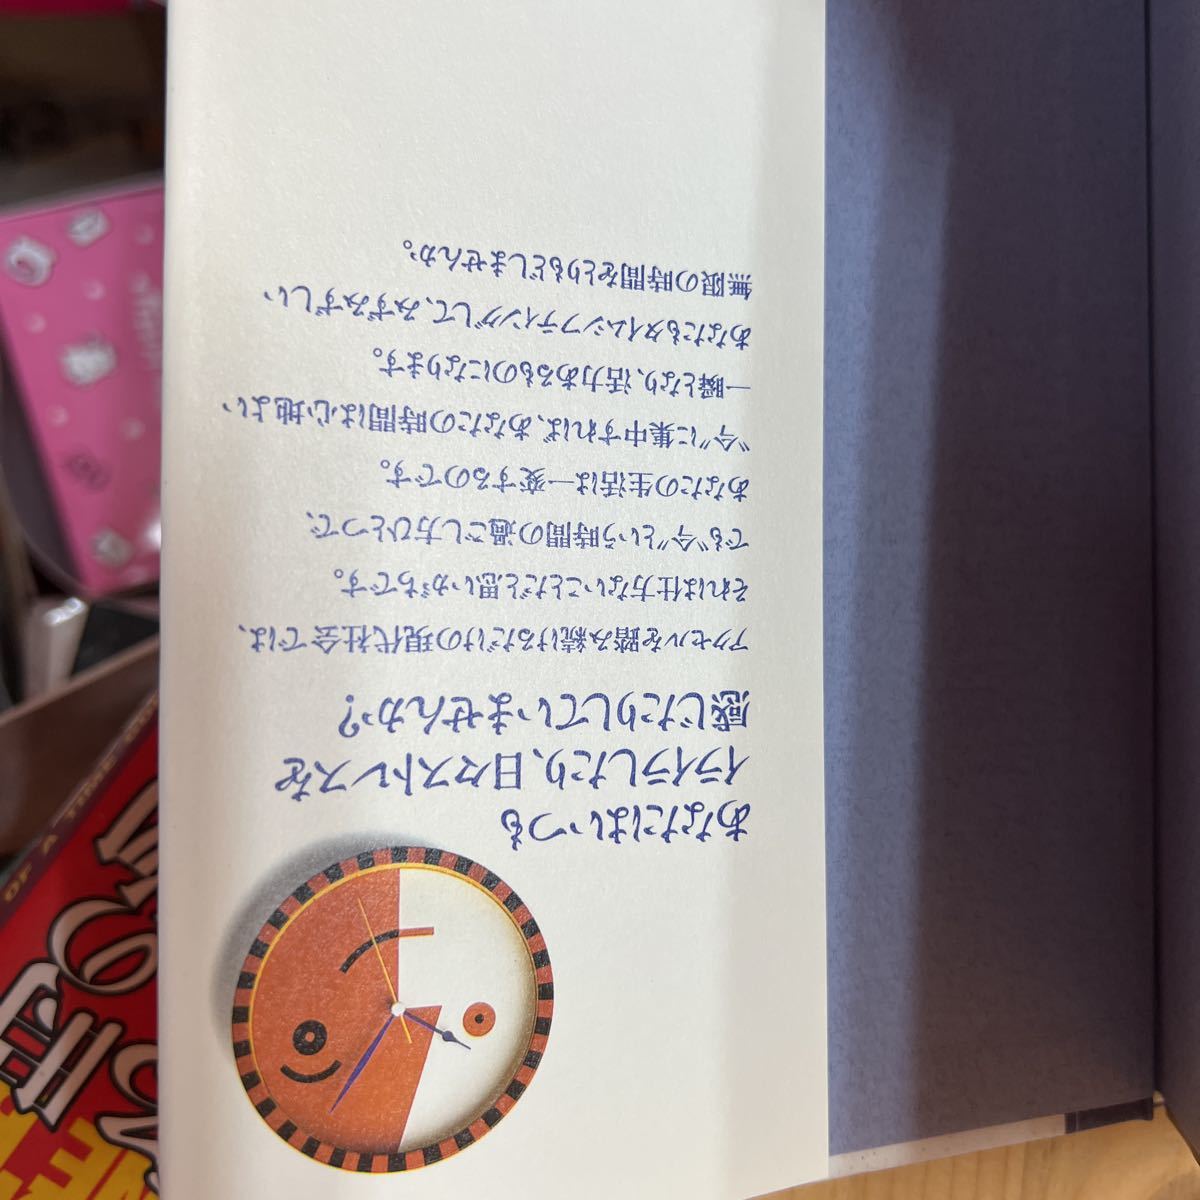 あなたはいつも
イライラしたり、日々ストレスを
感じたりしていませんか?
アクセルを踏み続けるだけの現代社会では、
それは仕方ないことだと思いがちです。
でも“今”という時間の過ごし方ひとつで、
あなたの生活は一変するのです。
“今”に集中すれば、あなたの時間は心地よい
一瞬となり、活力あるものになります。
あなたもタイムシフティングして、みずみずしい
無限の時間をとりもどしませんか。